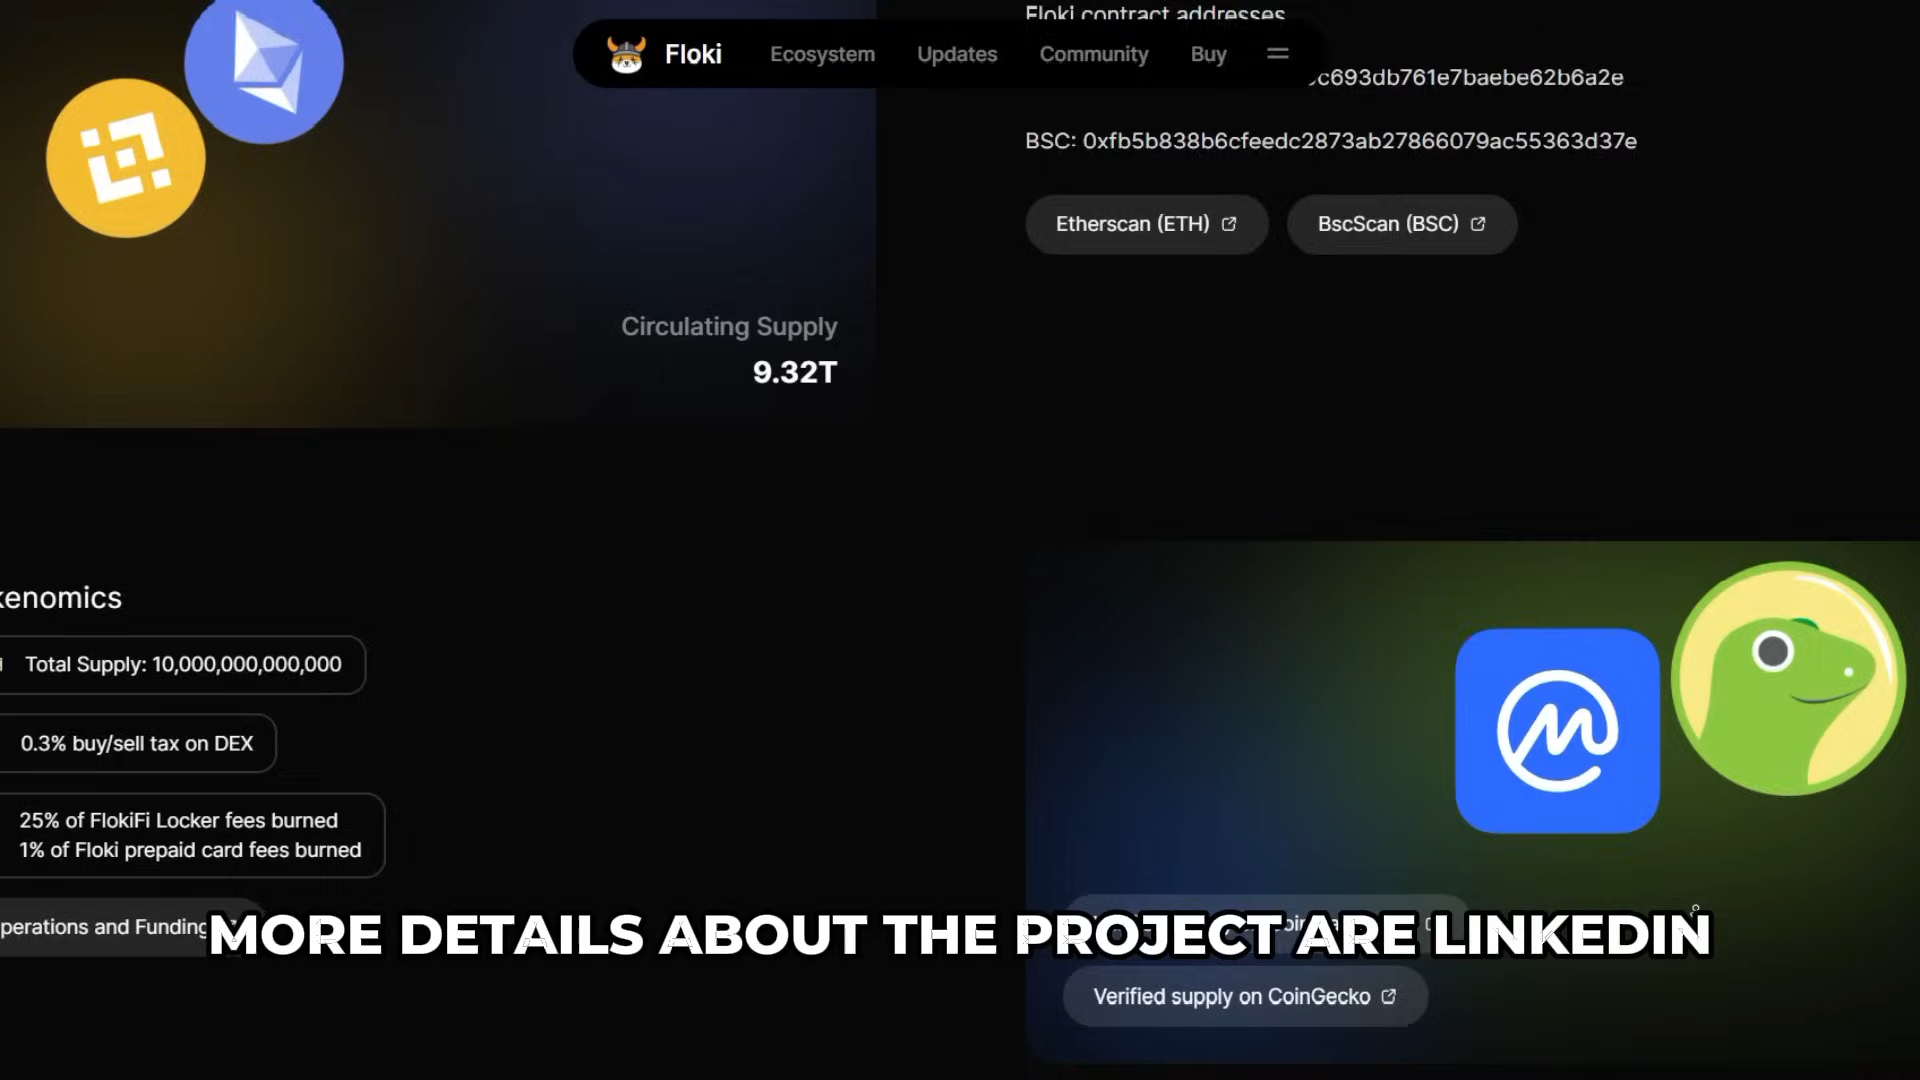 Floki contract addresses
Floki
Ecosystem
Updates
Community
Buy
c693db761e7baebe62b6a2e
BSC: 0xfb5b838b6cfeedc2873ab27866079ac55363d37e
Etherscan (ETH)
BscScan (BSC)
Circulating Supply
9.32T
kenomics
Total Supply: 10,000,000,000,000
0.3% buy/sell tax on DEX
25% of FlokiFi Locker fees burned
1% of Floki prepaid card fees burned
perations and Funding
MORE DETAILS ABOUT THE PROJECT ARE LINKEDIN
Verified supply on CoinGecko